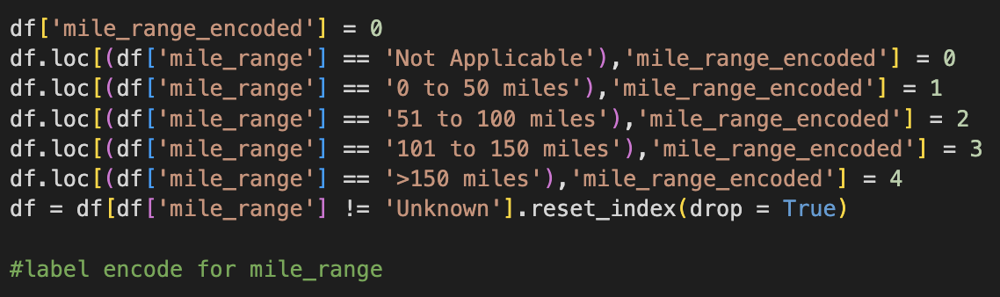 df['mile_range_encoded'] = 0
df.loc[(df['mile_range'] == 'Not Applicable'),'mile_range_encoded'] = 0
df.loc[(df['mile_range'] == '0 to 50 miles'),'mile_range_encoded'] = 1
df.loc[(df['mile_range'] == '51 to 100 miles'),'mile_range_encoded'] = 2
df.loc[(df['mile_range'] == '101 to 150 miles'),'mile_range_encoded'] = 3
df.loc[(df['mile_range'] == '>150 miles'),'mile_range_encoded'] = 4
df = df[df['mile_range'] != 'Unknown'].reset_index(drop = True)
#label encode for mile_range